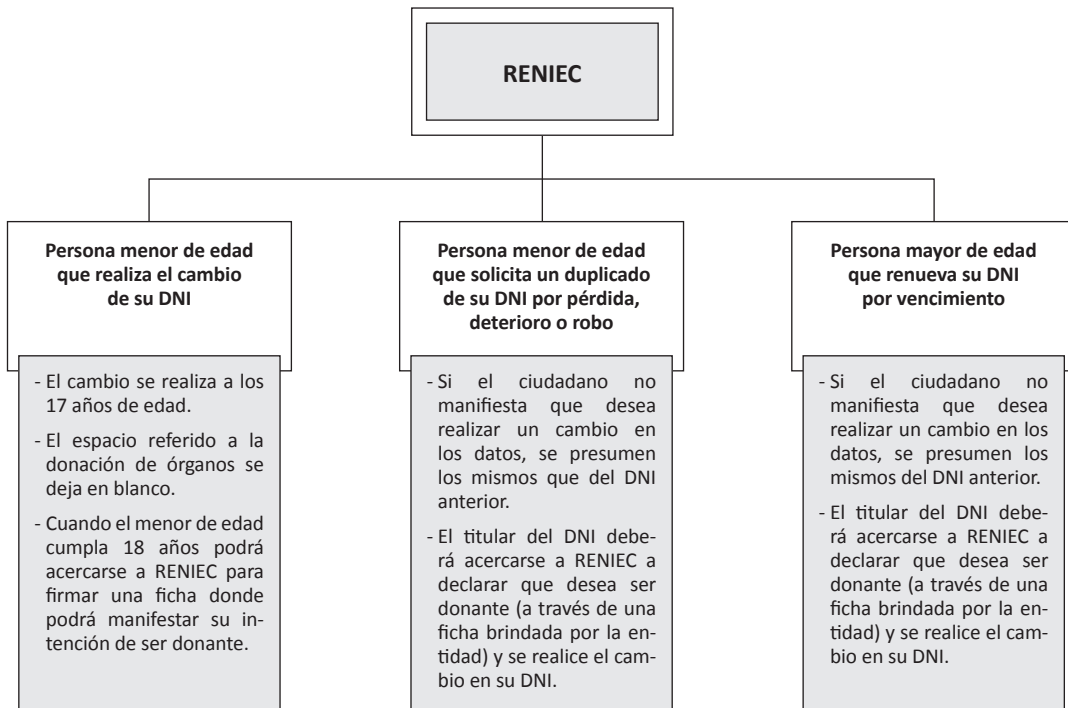 RENIEC
Persona menor de edad
que realiza el cambio
de su DNI
- El cambio se realiza a los
17 años de edad.
- El espacio referido a la
donación de órganos se
deja en blanco.
- Cuando el menor de edad
cumpla 18 años podrá
acercarse a RENIEC para
firmar una ficha donde
podrá manifestar su in-
tención de ser donante.
Persona menor de edad
que solicita un duplicado
de su DNI por pérdida,
deterioro o robo
- Si el ciudadano no
manifiesta que desea
realizar un cambio en
los datos, se presumen
los mismos que del DNI
anterior.
- El titular del DNI debe-
rá acercarse a RENIEC a
declarar que desea ser
donante (a través de una
ficha brindada por la en-
tidad) y se realice el cam-
bio en su DNI.
Persona mayor de edad
que renueva su DNI
por vencimiento
- Si el ciudadano no
manifiesta que desea
realizar un cambio en los
datos, se presumen los
mismos del DNI anterior.
- El titular del DNI debe-
rá acercarse a RENIEC a
declarar que desea ser
donante (a través de una
ficha brindada por la en-
tidad) y se realice el cam-
bio en su DNI.